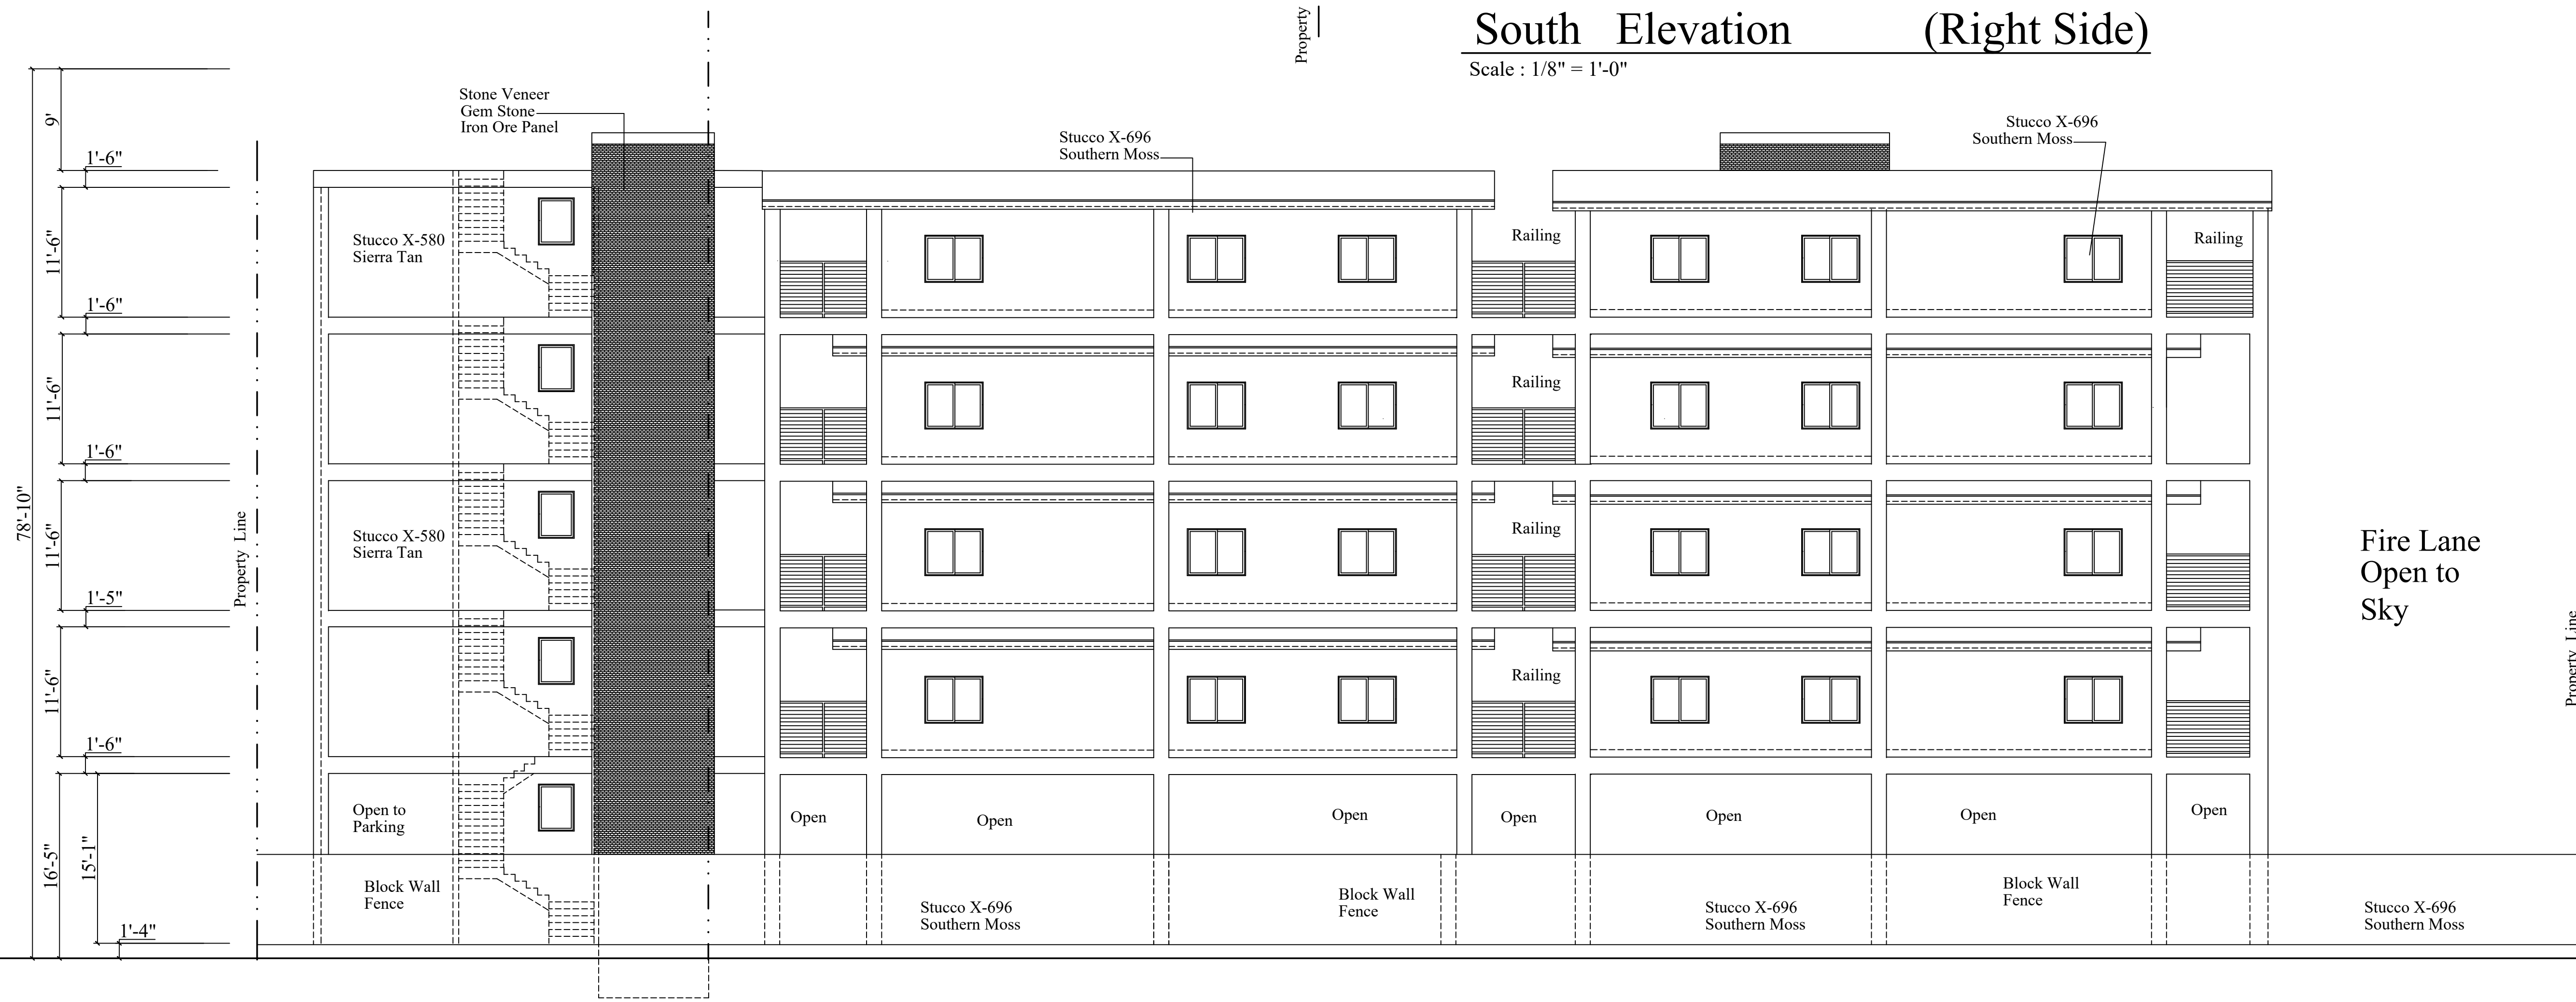 Property
South Elevation (Right Side)
Scale : 1/8" = 1'-0"
Stone Veneer
Gem Stone
Iron Ore Panel
Stucco X-696
Southern Moss
Stucco X-696
Southern Moss
9'
1'-6"
11'-6"
1'-6"
11'-6"
1'-6"
11'-6"
1'-5"
11'-6"
1'-6"
16'-5"
15'-1"
1'-4"
78'-10"
Property Line
Stucco X-580
Sierra Tan
Railing
Railing
Railing
Stucco X-580
Sierra Tan
Railing
Fire Lane
Open to
Sky
Property Line
Railing
Open to
Parking
Open
Open
Open
Open
Open
Open
Open
Block Wall
Fence
Stucco X-696
Southern Moss
Block Wall
Fence
Stucco X-696
Southern Moss
Block Wall
Fence
Stucco X-696
Southern Moss